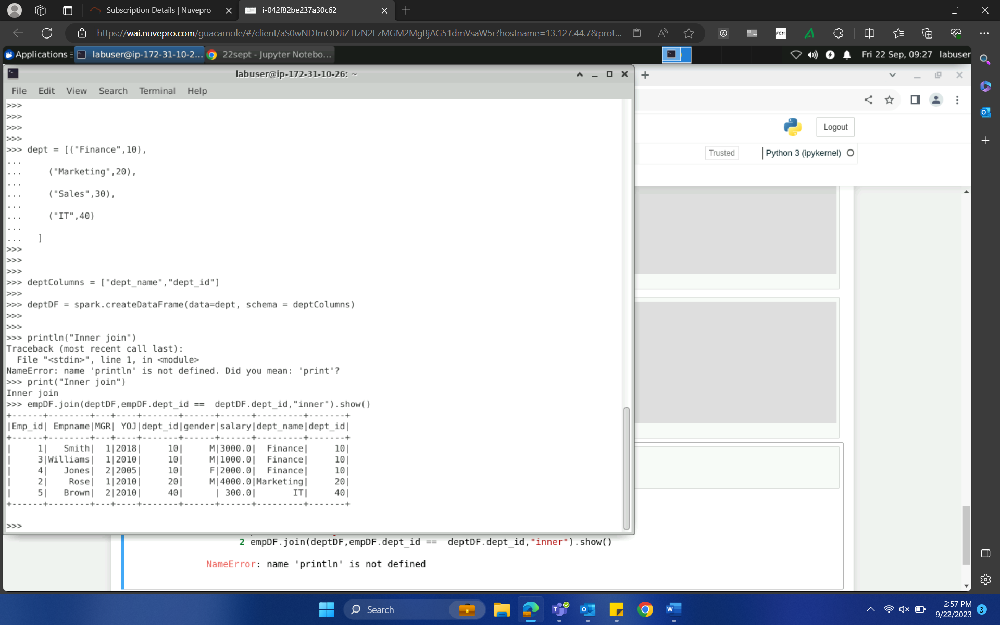 Subscription Details | Nuvepro
i-042f82be237a30c62
https://wai.nuvepro.com/guacamole/#/client/aS0wNDJmODJiZTIzN2EzMGM2MgBjAG51dmVsaW5r?hostname=13.127.44.7&prot...
FCM
Applications
labuser@ip-172-31-10-2...
22sept - Jupyter Notebo...
Fri 22 Sep, 09:27
labuser
labuser@ip-172-31-10-26: ~
File Edit View Search Terminal Help
Logout
Trusted
Python 3 (ipykernel)
>>>
>>>
>>>
>>>
>>> dept = [("Finance",10),
...
...     ("Marketing",20),
...
...     ("Sales",30),
...
...     ("IT",40)
...
...   ]
>>>
>>>
>>>
>>> deptColumns = ["dept_name","dept_id"]
>>>
>>> deptDF = spark.createDataFrame(data=dept, schema = deptColumns)
>>>
>>>
>>> println("Inner join")
Traceback (most recent call last):
  File "<stdin>", line 1, in <module>
NameError: name 'println' is not defined. Did you mean: 'print'?
>>> print("Inner join")
Inner join
>>> empDF.join(deptDF,empDF.dept_id ==  deptDF.dept_id,"inner").show()
+------+--------+---+----+-------+------+------+---------+-------+
|Emp_id| Empname|MGR| YOJ|dept_id|gender|salary|dept_name|dept_id|
+------+--------+---+----+-------+------+------+---------+-------+
|     1|   Smith|  1|2018|     10|     M|3000.0|  Finance|     10|
|     3|Williams|  1|2010|     10|     M|1000.0|  Finance|     10|
|     4|   Jones|  2|2005|     10|     F|2000.0|  Finance|     10|
|     2|    Rose|  1|2010|     20|     M|4000.0|Marketing|     20|
|     5|   Brown|  2|2010|     40|      | 300.0|       IT|     40|
+------+--------+---+----+-------+------+------+---------+-------+
>>>
2 empDF.join(deptDF,empDF.dept_id ==  deptDF.dept_id,"inner").show()
NameError: name 'println' is not defined
Search
2:57 PM
9/22/2023
3